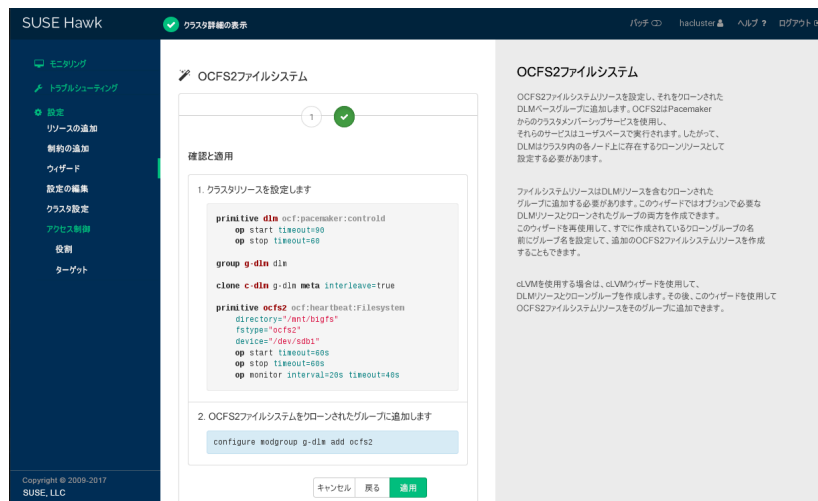 SUSE Hawk
クラスタ詳細の表示
バッチ
hacluster
ヘルプ ?
ログアウト
モニタリング
トラブルシューティング
設定
リソースの追加
制約の追加
ウィザード
設定の編集
クラスタ設定
アクセス制御
役割
ターゲット
Copyright © 2009-2017
SUSE, LLC
OCFS2ファイルシステム
1
確認と適用
1. クラスタリソースを設定します
primitive dlm ocf:pacemaker:controld
op start timeout=90
op stop timeout=60
group g-dlm dlm
clone c-dlm g-dlm meta interleave=true
primitive ocfs2 ocf:heartbeat:Filesystem
directory="/mnt/bigfs"
fstype="ocfs2"
device="/dev/sdb1"
op start timeout=60s
op stop timeout=60s
op monitor interval=20s timeout=40s
2. OCFS2ファイルシステムをクローンされたグループに追加します
configure modgroup g-dlm add ocfs2
キャンセル
戻る
適用
OCFS2ファイルシステム
OCFS2ファイルシステムリソースを設定し、それをクローンされた
DLMベースグループに追加します。OCFS2はPacemaker
からのクラスタメンバーシップサービスを使用し、
それらのサービスはユーザスペースで実行されます。したがって、
DLMはクラスタ内の各ノード上に存在するクローンリソースとして
設定する必要があります。
ファイルシステムリソースはDLMリソースを含むクローンされた
グループに追加する必要があります。このウィザードではオプションで必要な
DLMリソースとクローンされたグループの両方を作成できます。
このウィザードを再使用して、すでに作成されているクローングループの名
前にグループ名を設定して、追加のOCFS2ファイルシステムリソースを作成
することもできます。
cLVMを使用する場合は、cLVMウィザードを使用して、
DLMリソースとクローングループを作成します。その後、このウィザードを使用して
OCFS2ファイルシステムリソースをそのグループに追加できます。